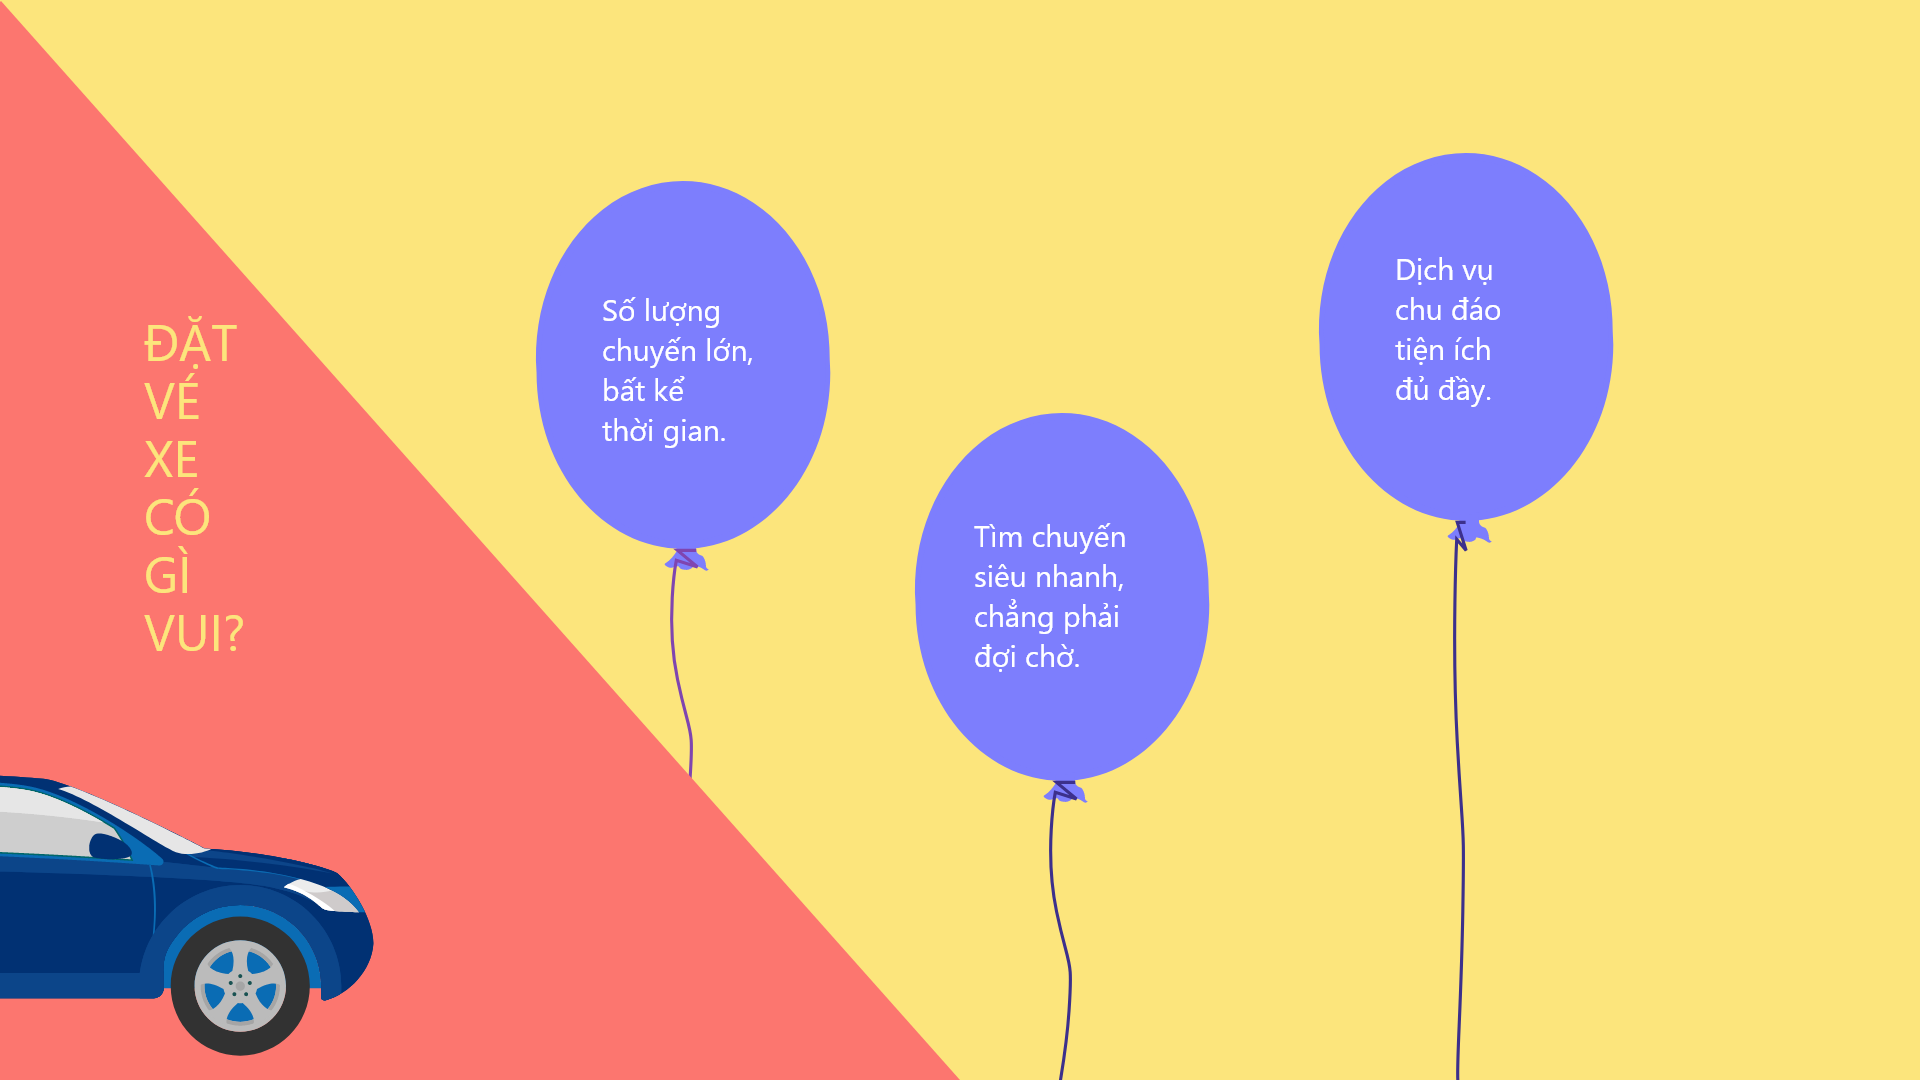 ĐẶT
VÉ
XE
CÓ
GÌ
VUI?
Số lượng
chuyến lớn,
bất kể
thời gian.
Tìm chuyến
siêu nhanh,
chẳng phải
đợi chờ.
Dịch vụ
chu đáo
tiện ích
đủ đầy.